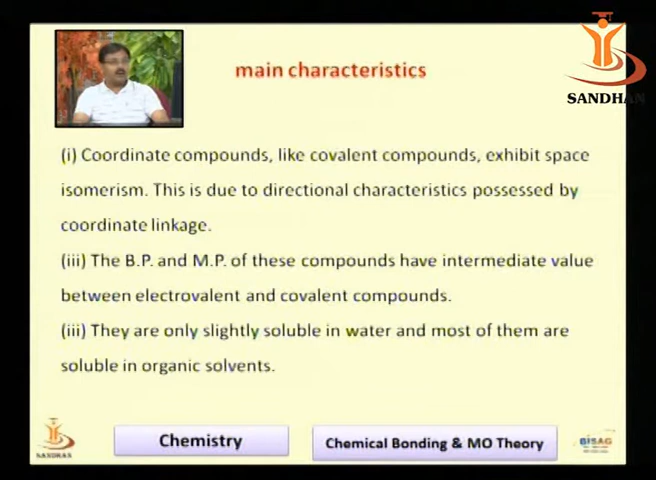 main characteristics
SANDHAN
(i) Coordinate compounds, like covalent compounds, exhibit space
isomerism. This is due to directional characteristics possessed by
coordinate linkage.
(iii) The B.P. and M.P. of these compounds have intermediate value
between electrovalent and covalent compounds.
(iii) They are only slightly soluble in water and most of them are
soluble in organic solvents.
SANDHAN
Chemistry
Chemical Bonding & MO Theory
BISAG